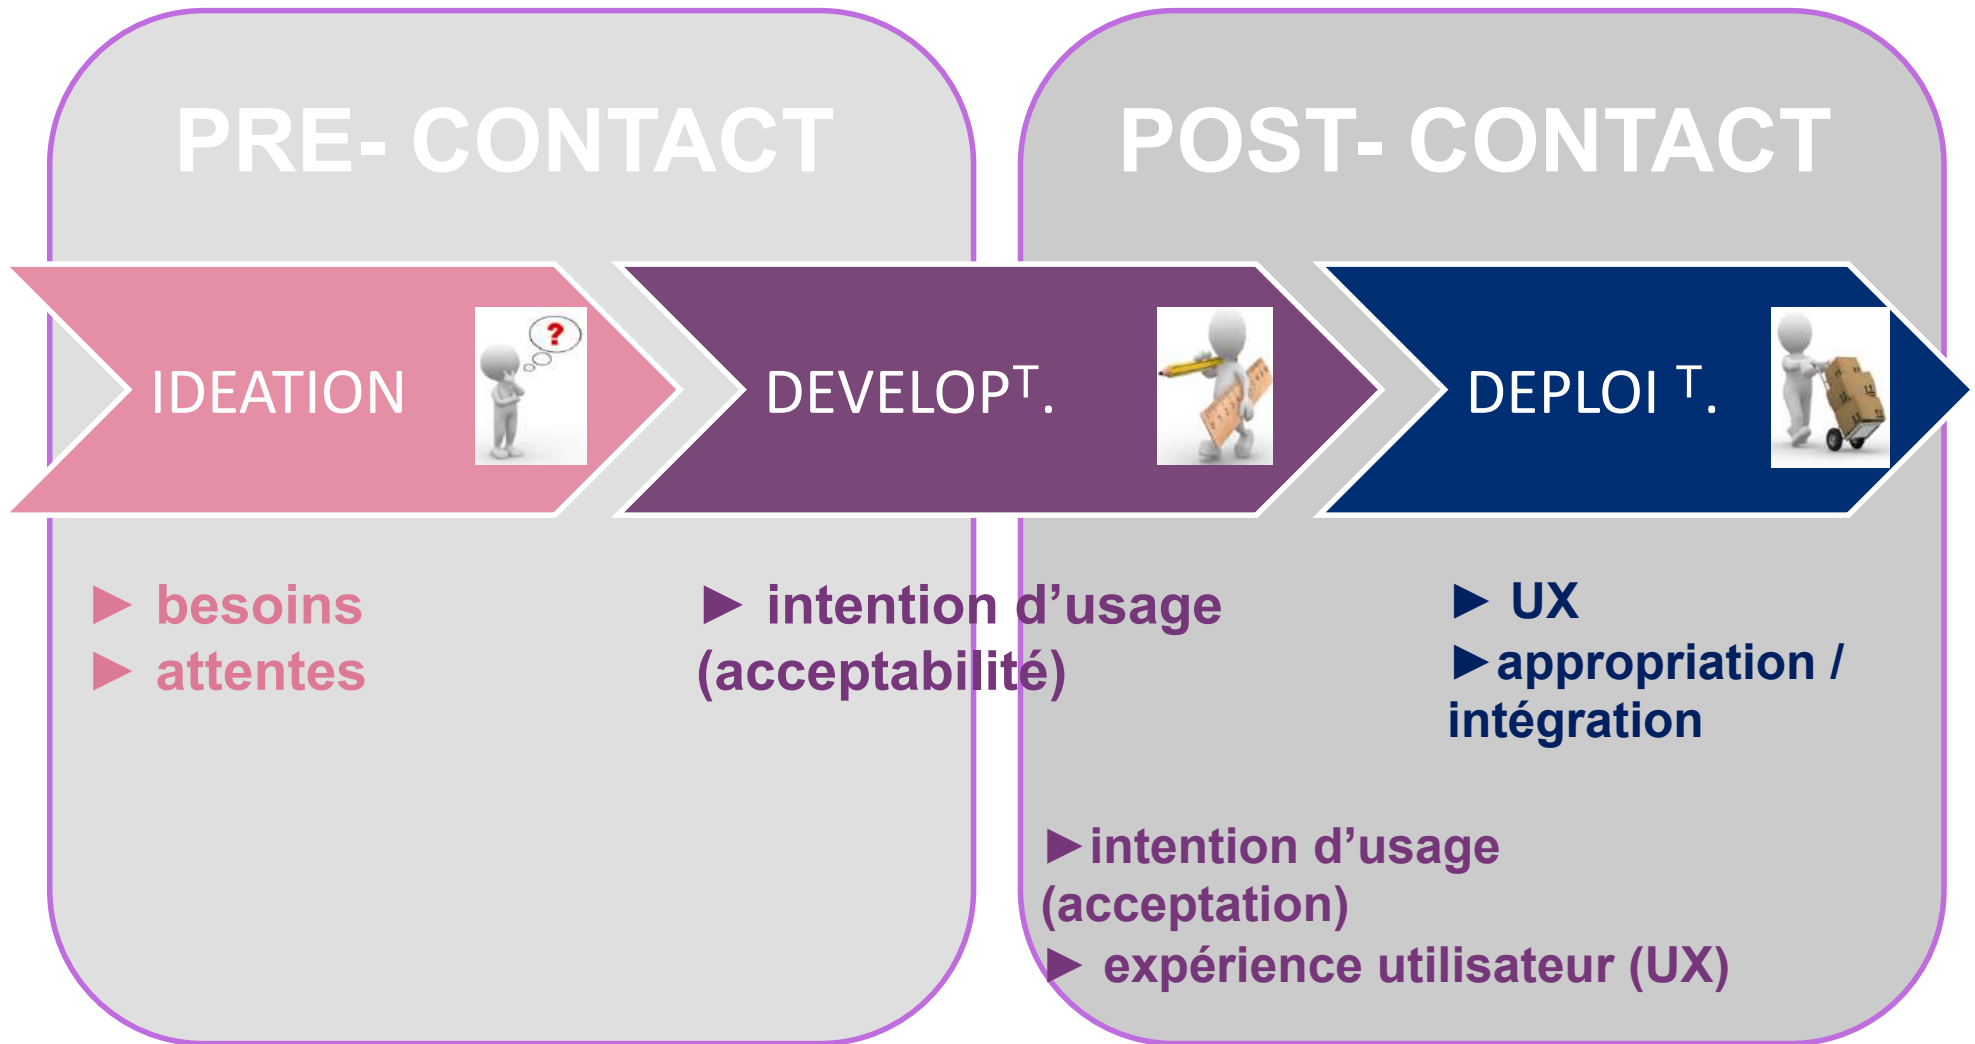 PRE- CONTACT
POST- CONTACT
IDEATION
?
DEVELOPᵀ.
DEPLOI ᵀ.
► besoins
► attentes
► intention d’usage
(acceptabilité)
► UX
►appropriation /
intégration
►intention d’usage
(acceptation)
► expérience utilisateur (UX)